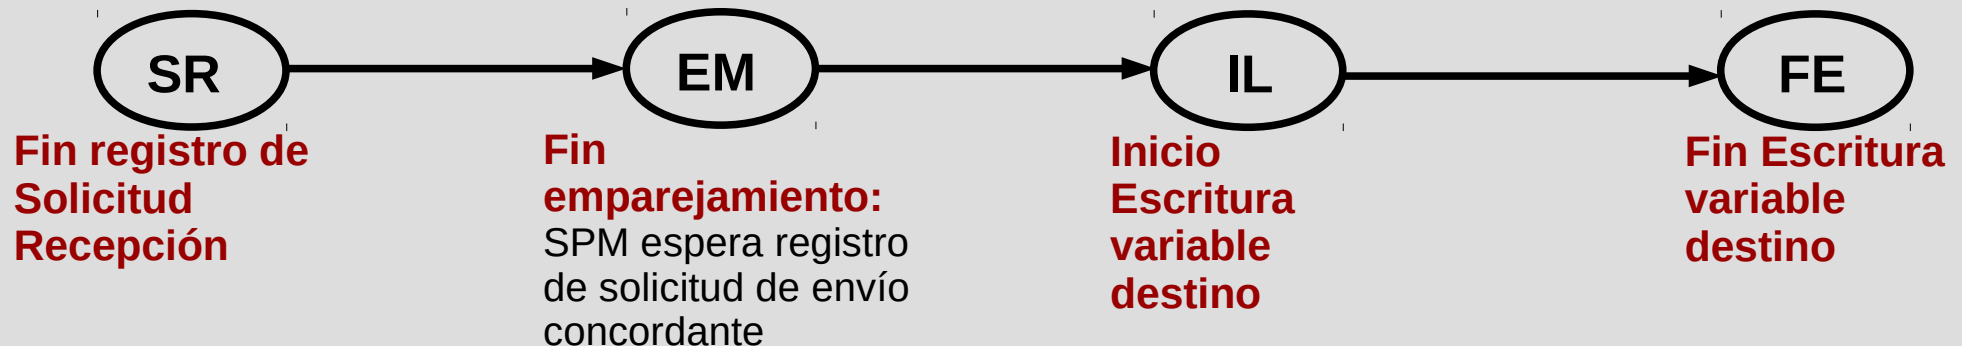 SR
EM
IL
FE
Fin registro de
Solicitud
Recepción
Fin
emparejamiento:
SPM espera registro
de solicitud de envío
concordante
Inicio
Escritura
variable
destino
Fin Escritura
variable
destino